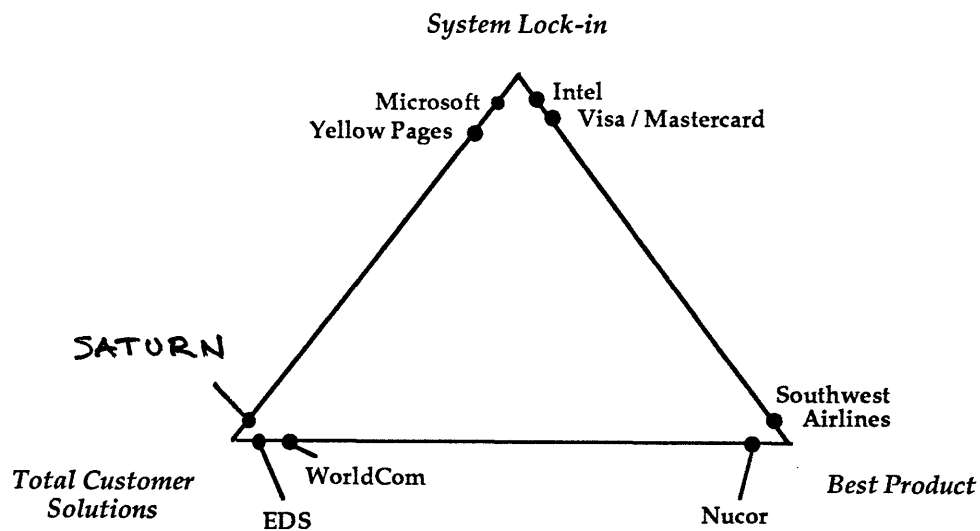 System Lock-in
Microsoft
Intel
Yellow Pages
Visa / Mastercard
SATURN
Southwest
Airlines
WorldCom
Total Customer
Solutions
EDS
Nucor
Best Product